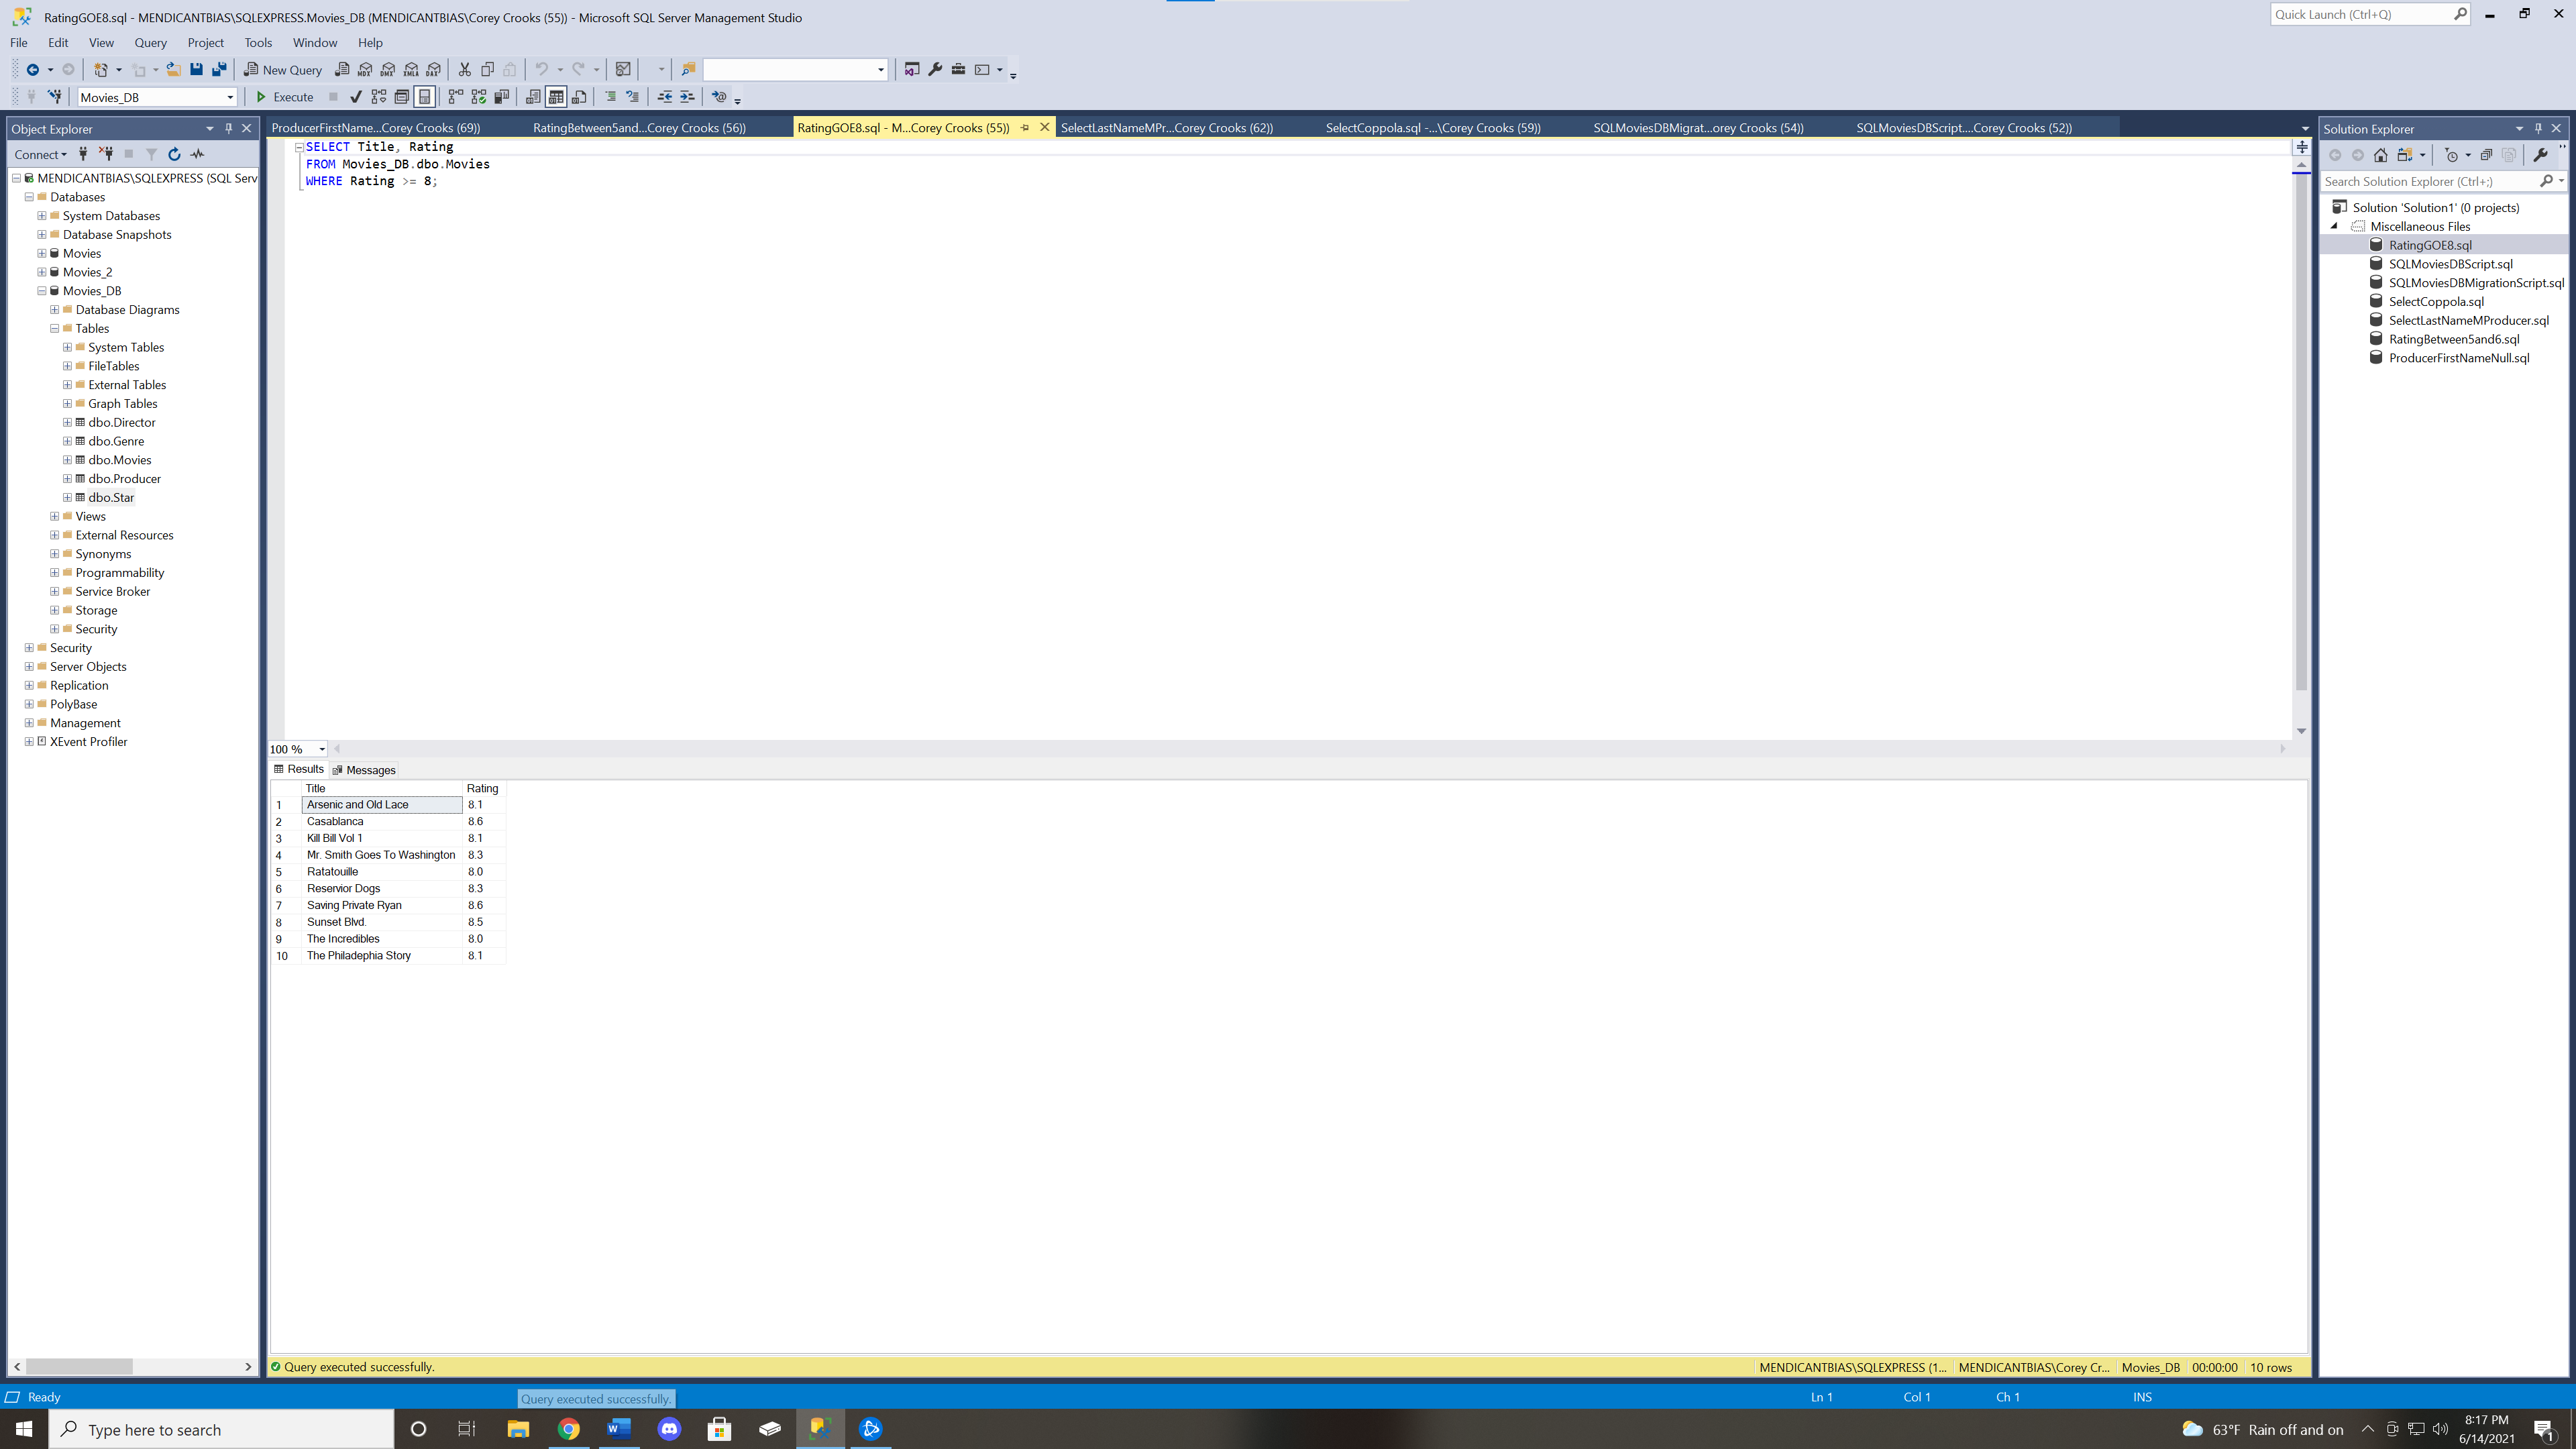 RatingGOE8.sql - MENDICANTBIAS\SQLEXPRESS.Movies_DB (MENDICANTBIAS\Corey Crooks (55)) - Microsoft SQL Server Management Studio
Quick Launch (Ctrl+Q)
File Edit View Query Project Tools Window Help
New Query MDX DMX XMLA DAX
Movies_DB Execute
Object Explorer
Connect
MENDICANTBIAS\SQLEXPRESS (SQL Serv
Databases
System Databases
Database Snapshots
Movies
Movies_2
Movies_DB
Database Diagrams
Tables
System Tables
FileTables
External Tables
Graph Tables
dbo.Director
dbo.Genre
dbo.Movies
dbo.Producer
dbo.Star
Views
External Resources
Synonyms
Programmability
Service Broker
Storage
Security
Security
Server Objects
Replication
PolyBase
Management
XEvent Profiler
ProducerFirstName...Corey Crooks (69)) RatingBetween5and...Corey Crooks (56)) RatingGOE8.sql - M...Corey Crooks (55)) SelectLastNameMPr...Corey Crooks (62)) SelectCoppola.sql -...\Corey Crooks (59)) SQLMoviesDBMigrat...orey Crooks (54)) SQLMoviesDBScript....Corey Crooks (52))
SELECT Title, Rating
FROM Movies_DB.dbo.Movies
WHERE Rating >= 8;
100 %
Results Messages
Title Rating
1 Arsenic and Old Lace 8.1
2 Casablanca 8.6
3 Kill Bill Vol 1 8.1
4 Mr. Smith Goes To Washington 8.3
5 Ratatouille 8.0
6 Reservior Dogs 8.3
7 Saving Private Ryan 8.6
8 Sunset Blvd. 8.5
9 The Incredibles 8.0
10 The Philadephia Story 8.1
Query executed successfully. MENDICANTBIAS\SQLEXPRESS (1... MENDICANTBIAS\Corey Cr... Movies_DB 00:00:00 10 rows
Solution Explorer
Search Solution Explorer (Ctrl+;)
Solution 'Solution1' (0 projects)
Miscellaneous Files
RatingGOE8.sql
SQLMoviesDBScript.sql
SQLMoviesDBMigrationScript.sql
SelectCoppola.sql
SelectLastNameMProducer.sql
RatingBetween5and6.sql
ProducerFirstNameNull.sql
Ready Query executed successfully. Ln 1 Col 1 Ch 1 INS
Type here to search
63°F Rain off and on
8:17 PM
6/14/2021
1